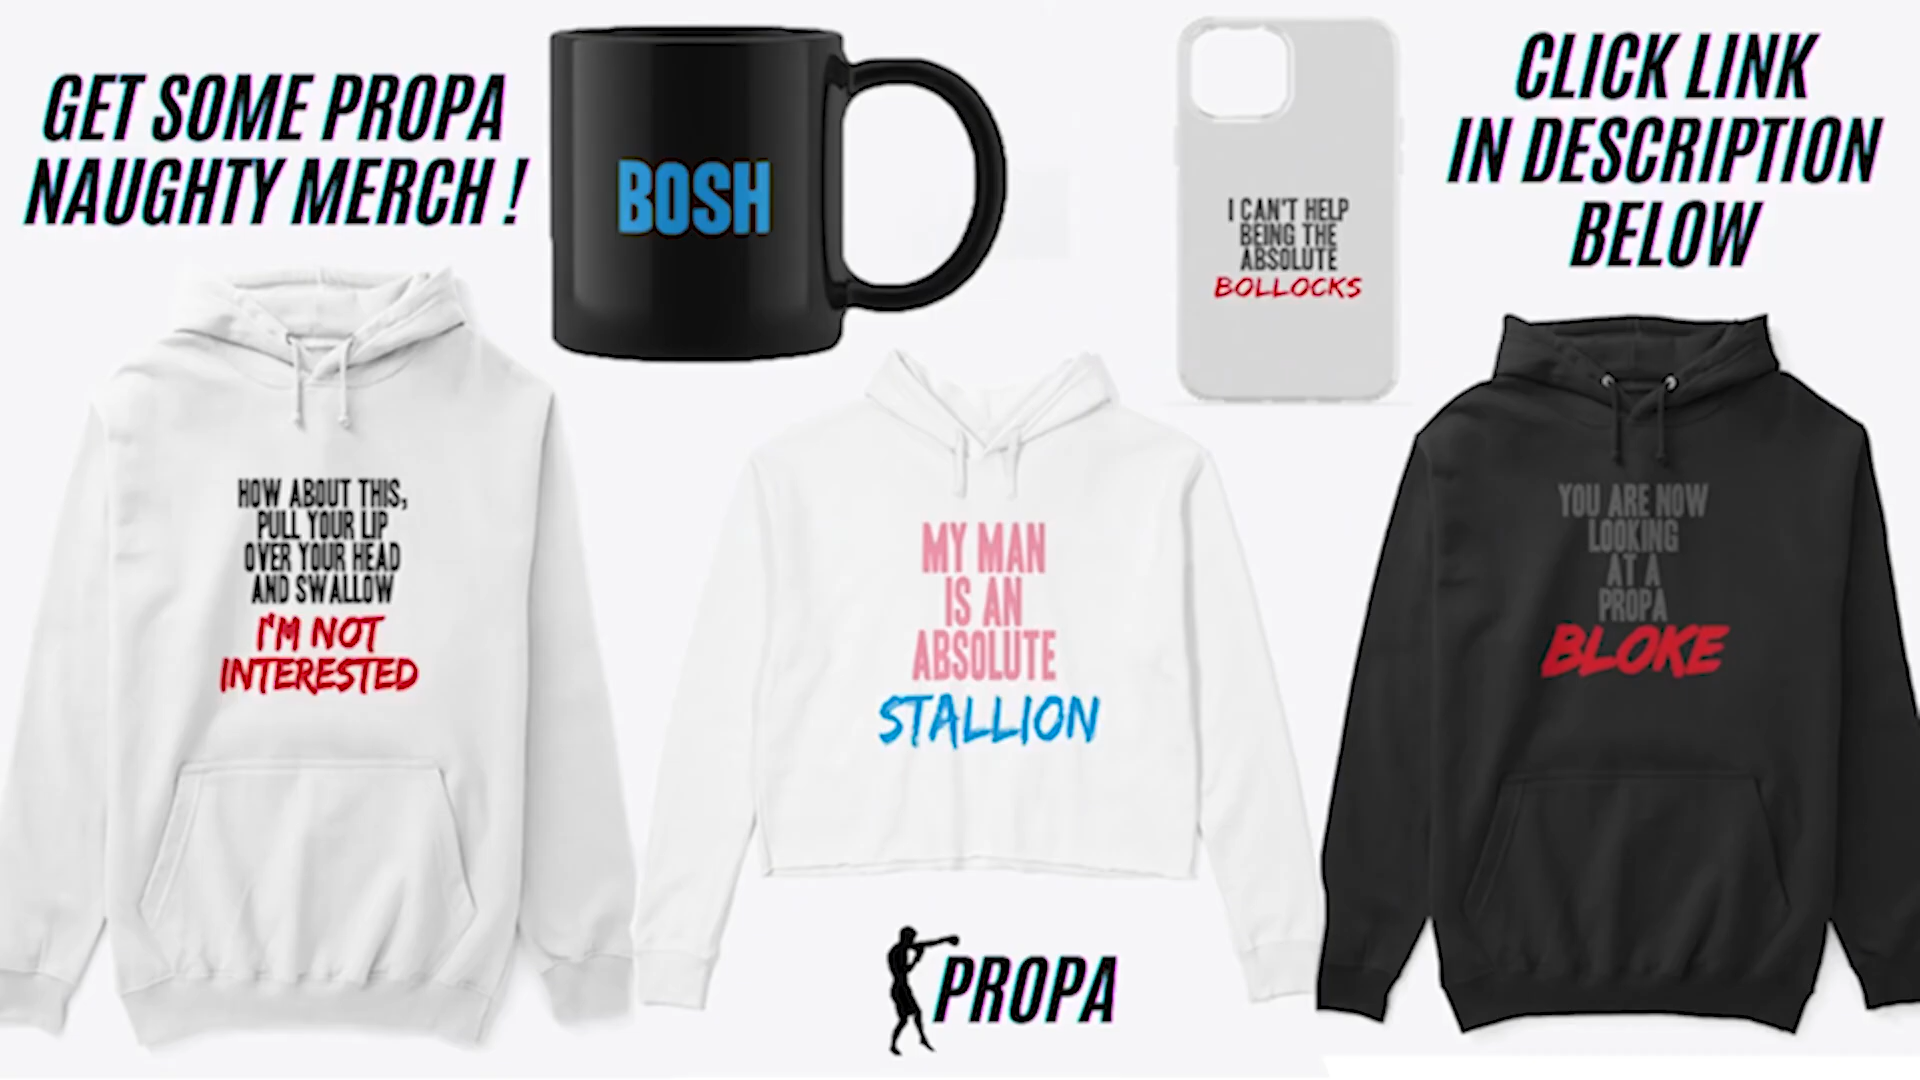 GET SOME PROPA
NAUGHTY MERCH !
BOSH
I CAN'T HELP
BEING THE
ABSOLUTE
BOLLOCKS
CLICK LINK
IN DESCRIPTION
BELOW
HOW ABOUT THIS,
PULL YOUR LIP
OVER YOUR HEAD
AND SWALLOW
I'M NOT
INTERESTED
MY MAN
IS AN
ABSOLUTE
STALLION
YOU ARE NOW
LOOKING
AT A
PROPA
BLOKE
PROPA